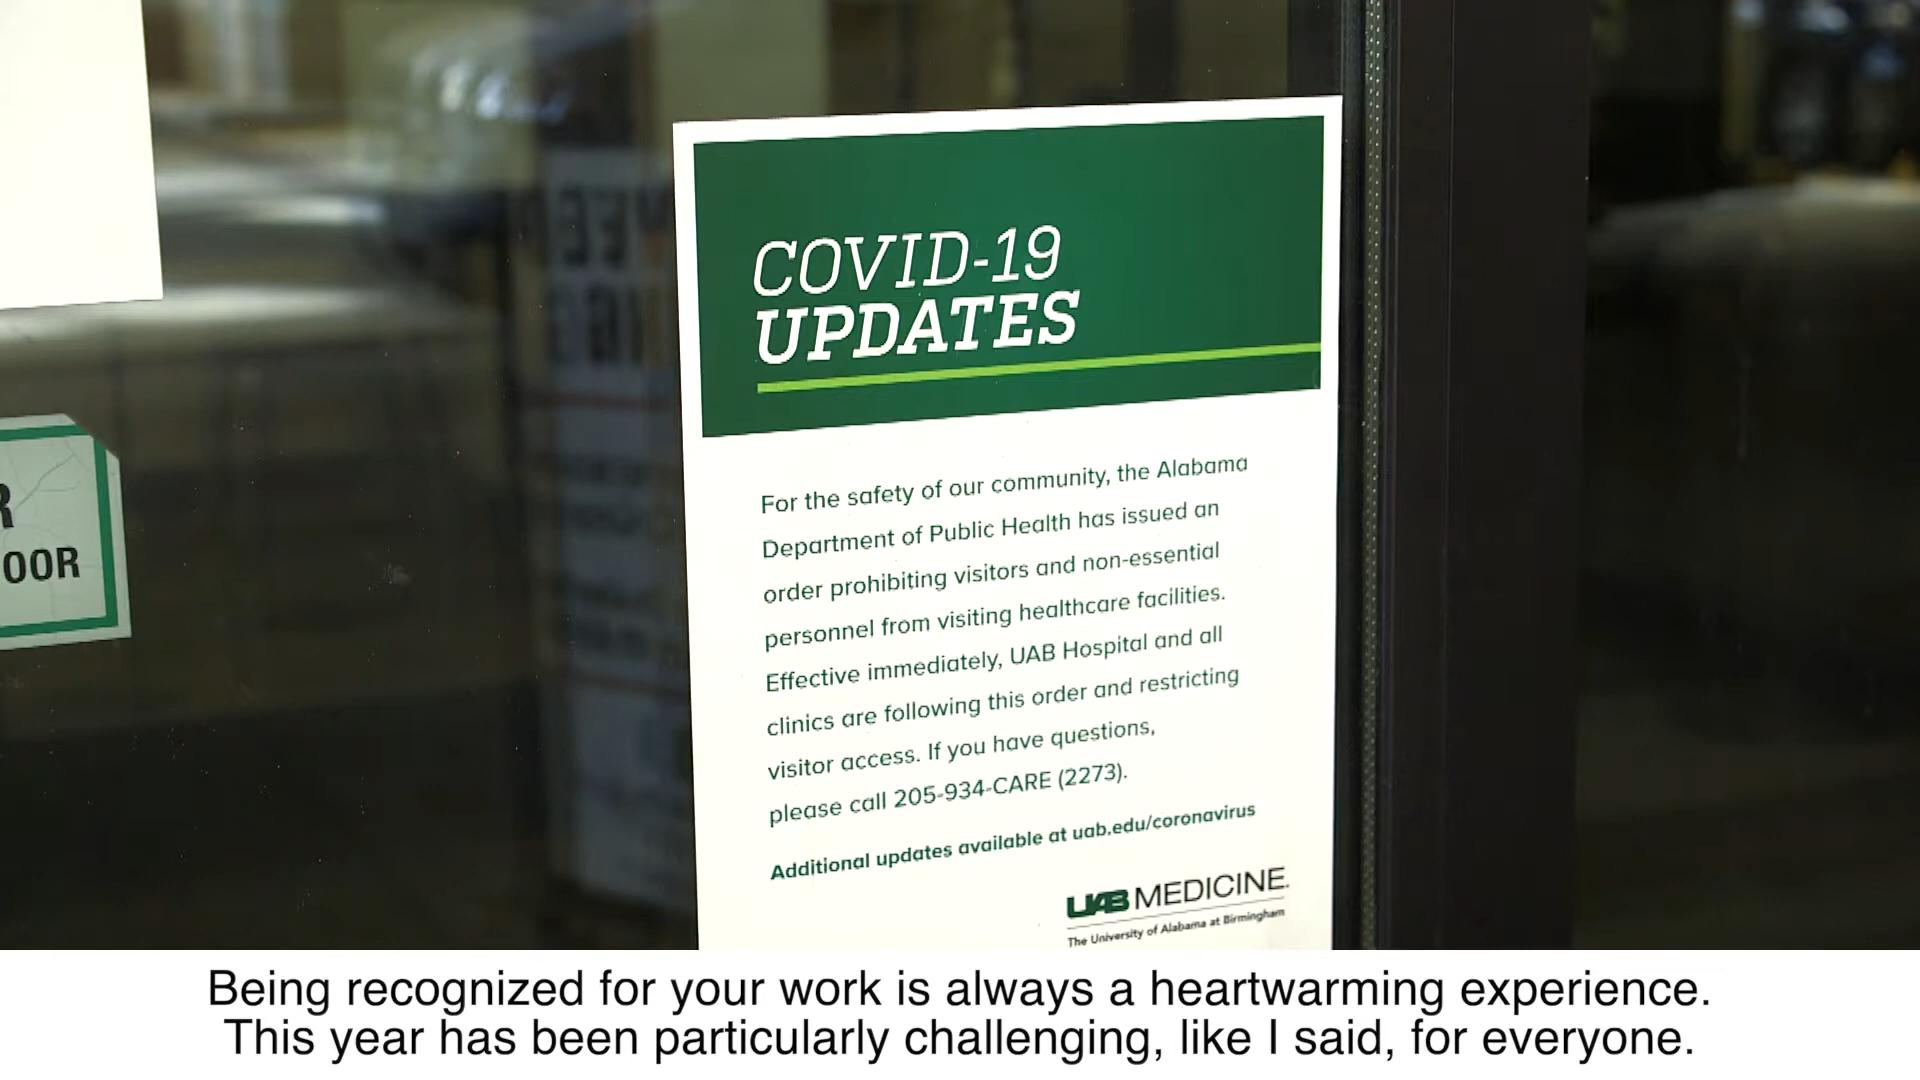 COVID-19
UPDATES
For the safety of our community, the Alabama
Department of Public Health has issued an
order prohibiting visitors and non-essential
personnel from visiting healthcare facilities.
Effective immediately, UAB Hospital and all
clinics are following this order and restricting
visitor access. If you have questions,
please call 205-934-CARE (2273).
Additional updates available at uab.edu/coronavirus
UAB MEDICINE.
The University of Alabama at Birmingham
OOR
Being recognized for your work is always a heartwarming experience.
This year has been particularly challenging, like I said, for everyone.